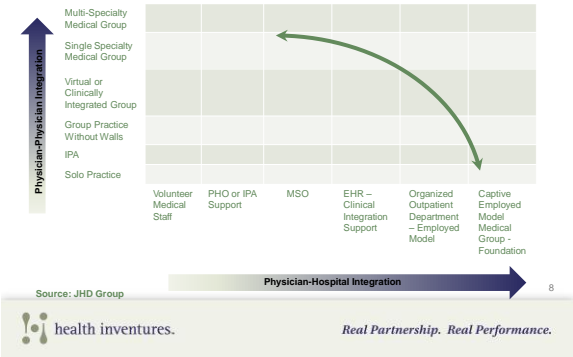 Multi-Specialty
Medical Group
Single Specialty
Medical Group
Virtual or
Clinically
Integrated Group
Group Practice
Without Walls
IPA
Solo Practice
Physician-Physician Integration
Volunteer
Medical
Staff
PHO or IPA
Support
MSO
EHR –
Clinical
Integration
Support
Organized
Outpatient
Department
– Employed
Model
Captive
Employed
Model
Medical
Group -
Foundation
Physician-Hospital Integration
Source: JHD Group
8
health inventures.
Real Partnership. Real Performance.